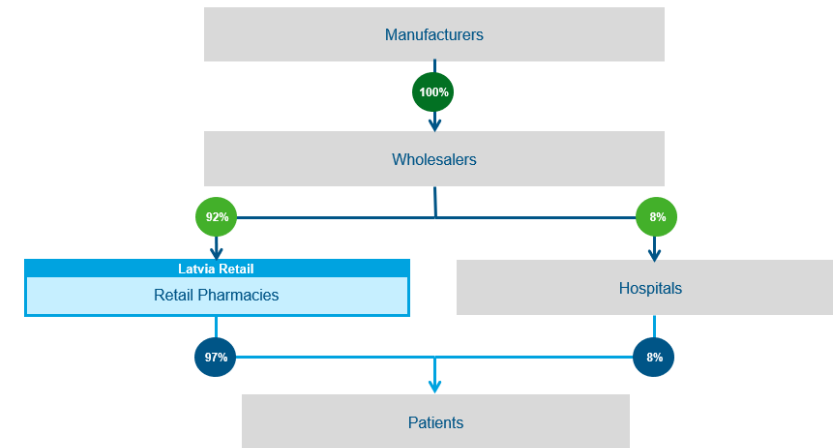 Manufacturers
100%
Wholesalers
92%
8%
Latvia Retail
Retail Pharmacies
Hospitals
97%
8%
Patients